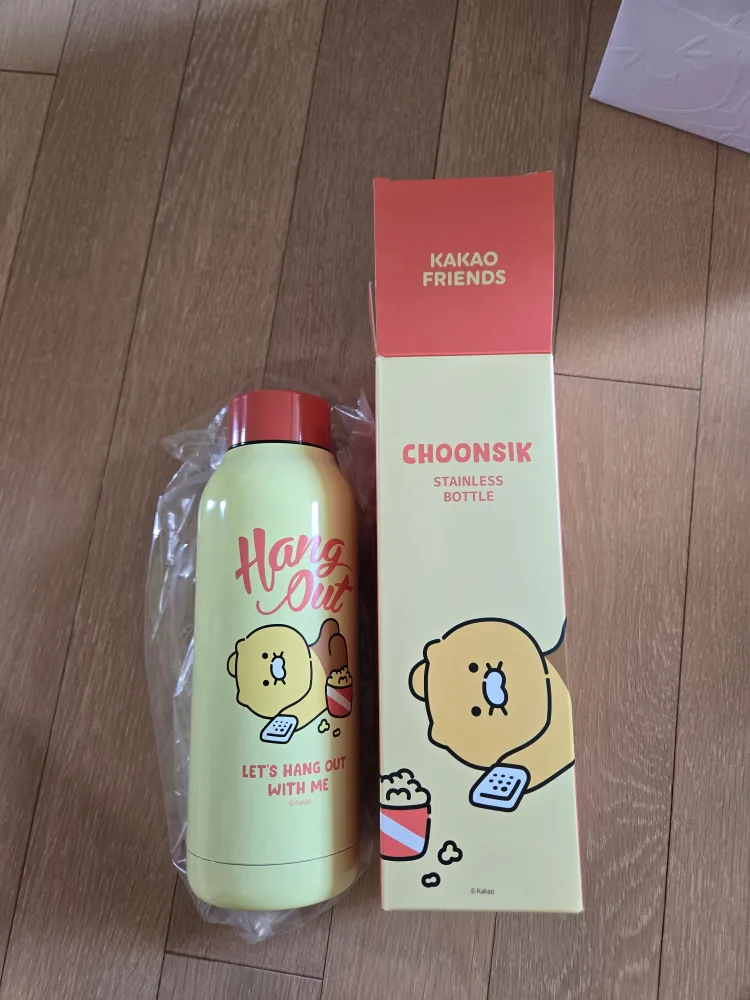 Hang
Out
LET'S HANG OUT
WITH ME
© Kakao
KAKAO
FRIENDS
CHOONSIK
STAINLESS
BOTTLE
© Kakao